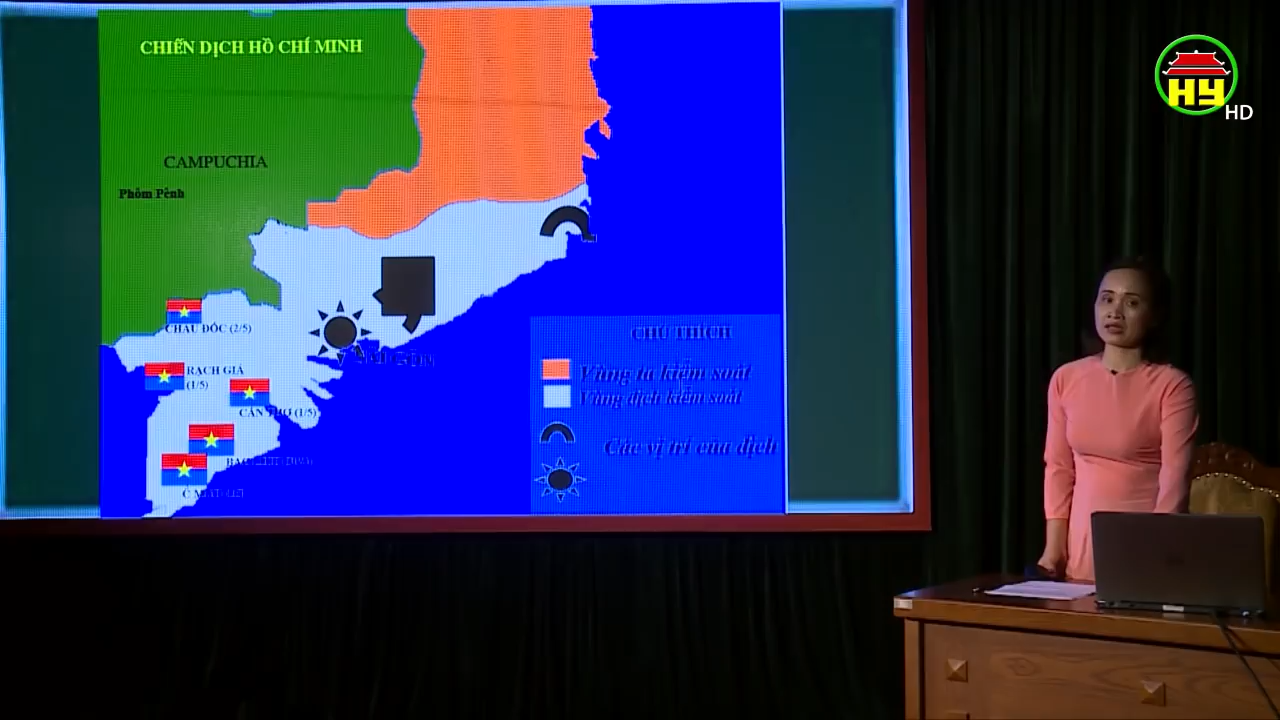 CHIẾN DỊCH HỒ CHÍ MINH
HY
HD
CAMPUCHIA
Phôm Pênh
CHÂU ĐỐC (2/5)
RẠCH GIÁ
(1/5)
CẦN THƠ (1/5)
CHÚ THÍCH
Vùng ta kiểm soát
Vùng địch kiểm soát
Các vị trí của địch